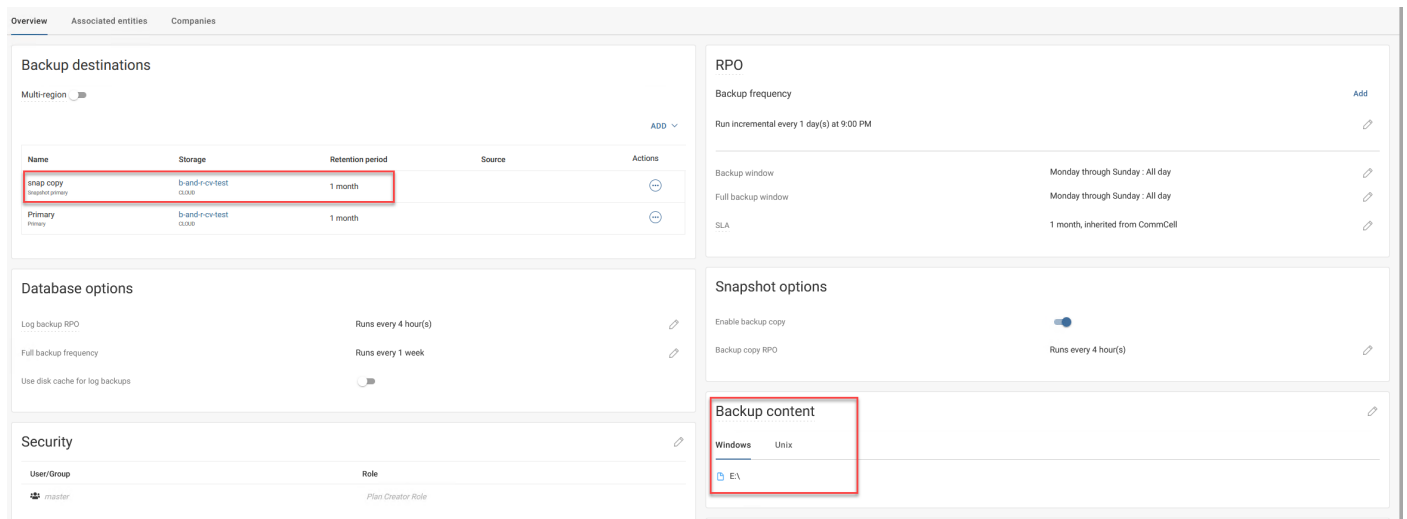 Overview Associated entities Companies
Backup destinations
Multi-region
ADD
Name Storage Retention period Source Actions
snap copy b-and-r-cv-test 1 month
Snapshot primary CLOUD
Primary b-and-r-cv-test 1 month
Primary CLOUD
Database options
Log backup RPO Runs every 4 hour(s)
Full backup frequency Runs every 1 week
Use disk cache for log backups
Security
User/Group Role
master Plan Creator Role
RPO
Backup frequency Add
Run incremental every 1 day(s) at 9:00 PM
Backup window Monday through Sunday : All day
Full backup window Monday through Sunday : All day
SLA 1 month, inherited from CommCell
Snapshot options
Enable backup copy
Backup copy RPO Runs every 4 hour(s)
Backup content
Windows Unix
E:\